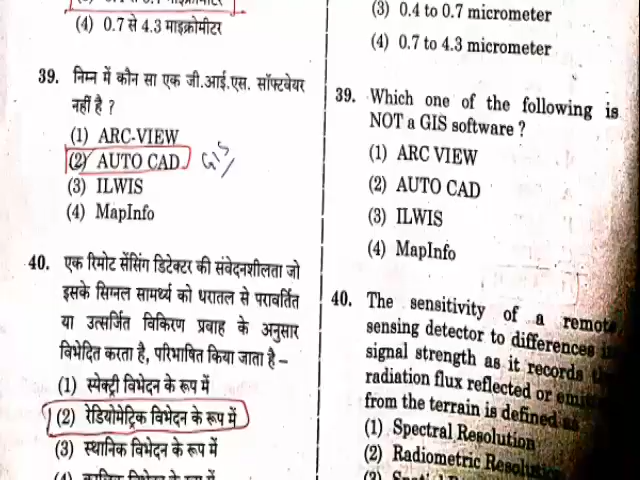 (4) 0.7 से 4.3 माइक्रोमीटर
39. निम्न में कौन सा एक जी.आई.एस. सॉफ्टवेयर
नहीं है ?
(1) ARC-VIEW
(2) AUTO CAD GIS
(3) ILWIS
(4) MapInfo
40. एक रिमोट सेंसिंग डिटेक्टर की संवेदनशीलता जो
इसके सिग्नल सामर्थ्य को धरातल से परावर्तित
या उत्सर्जित विकिरण प्रवाह के अनुसार
विभेदित करता है, परिभाषित किया जाता है –
(1) स्पेक्ट्री विभेदन के रूप में
(2) रेडियोमेट्रिक विभेदन के रूप में
(3) स्थानिक विभेदन के रूप में
(3) 0.4 to 0.7 micrometer
(4) 0.7 to 4.3 micrometer
39. Which one of the following is
NOT a GIS software ?
(1) ARC VIEW
(2) AUTO CAD
(3) ILWIS
(4) MapInfo
40. The sensitivity of a remote
sensing detector to differences
signal strength as it records
radiation flux reflected or
from the terrain is defined as
(1) Spectral Resolution
(2) Radiometric Resolution